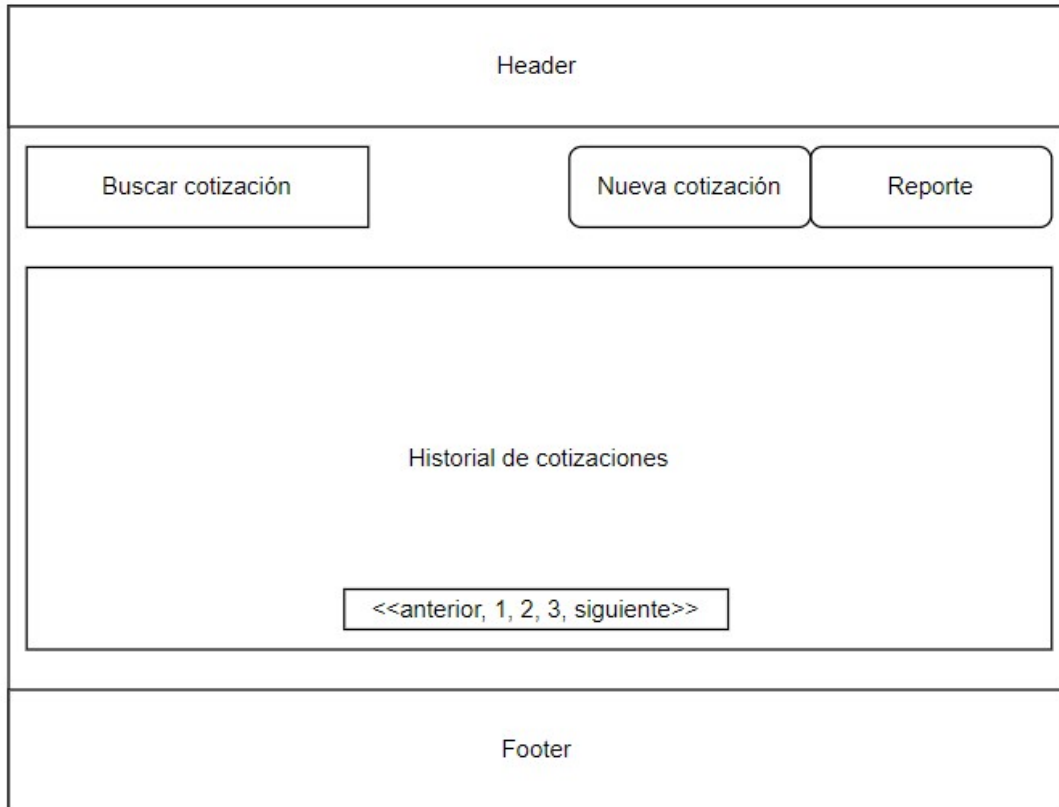 Header
Buscar cotización
Nueva cotización
Reporte
Historial de cotizaciones
<<anterior, 1, 2, 3, siguiente>>
Footer